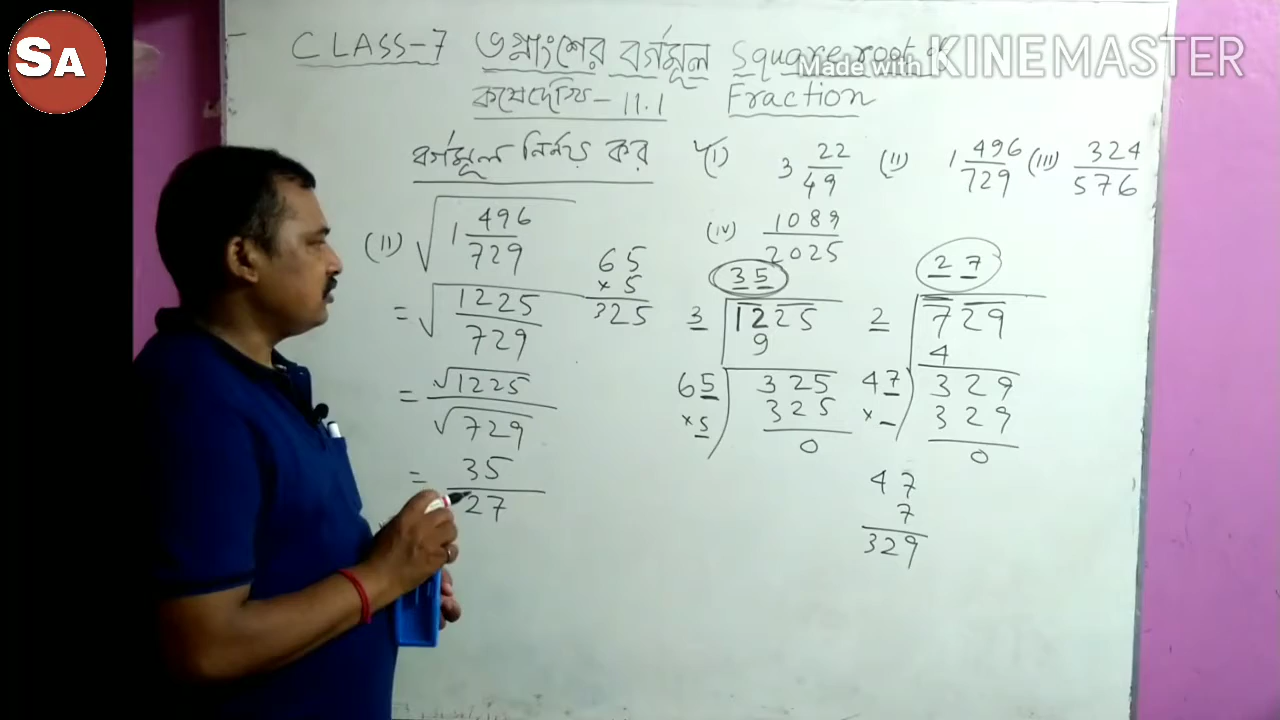 SA
CLASS-7 ভগ্নাংশের বর্গমূল Square root of
Made with KINEMASTER
কষে দেখি - 11.1 Fraction
বর্গমূল নির্ণয় কর (I) 3 22/49 (II) 1 496/729 (III) 324/576
(IV) 1089/2025
(II) √1 496/729
= √1225/729
= √1225/√729
= 35/27
65
× 5
325
35
3 1225
9
65 325
×5 325
0
27
2 729
4
47 329
× - 329
0
47
7
329